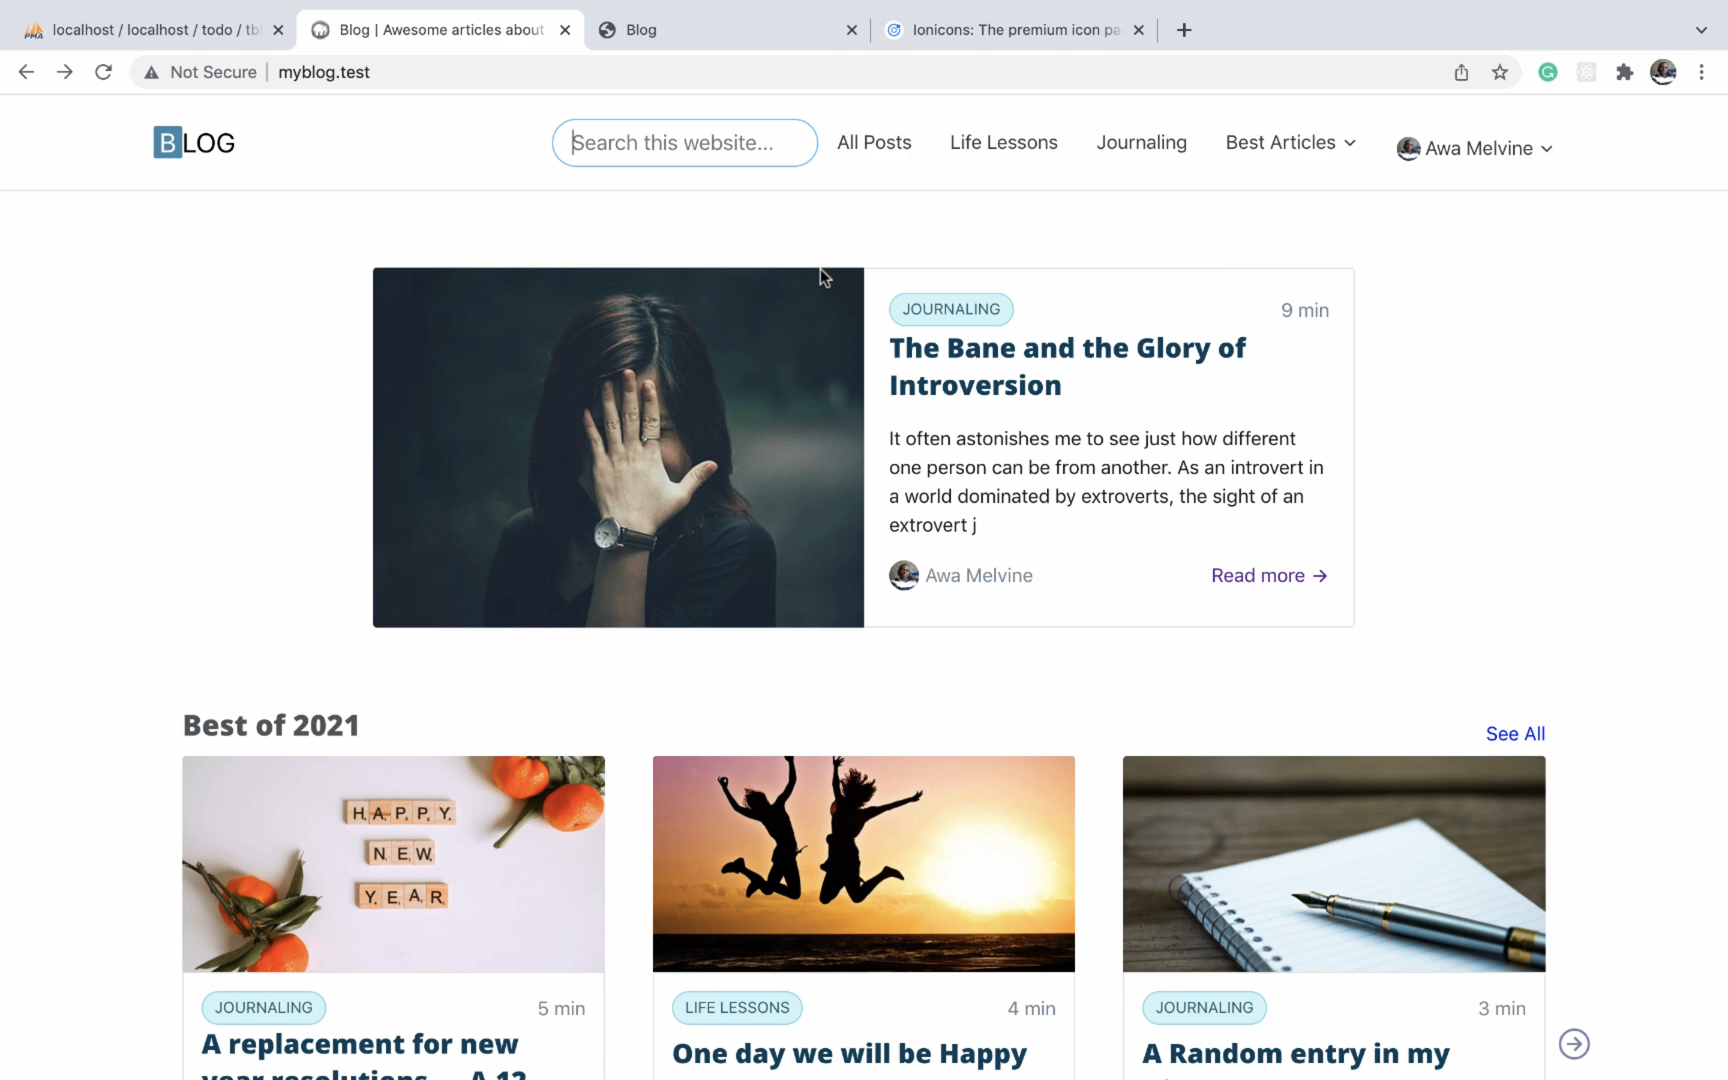 localhost / localhost / todo / tbl
Blog | Awesome articles about
Blog
Ionicons: The premium icon pa
Not Secure
myblog.test
BLOG
Search this website...
All Posts
Life Lessons
Journaling
Best Articles
Awa Melvine
JOURNALING
9 min
The Bane and the Glory of
Introversion
It often astonishes me to see just how different
one person can be from another. As an introvert in
a world dominated by extroverts, the sight of an
extrovert j
Awa Melvine
Read more →
Best of 2021
See All
HAPPY
NEW
YEAR
JOURNALING
5 min
A replacement for new
year resolutions — A 12
LIFE LESSONS
4 min
One day we will be Happy
JOURNALING
3 min
A Random entry in my